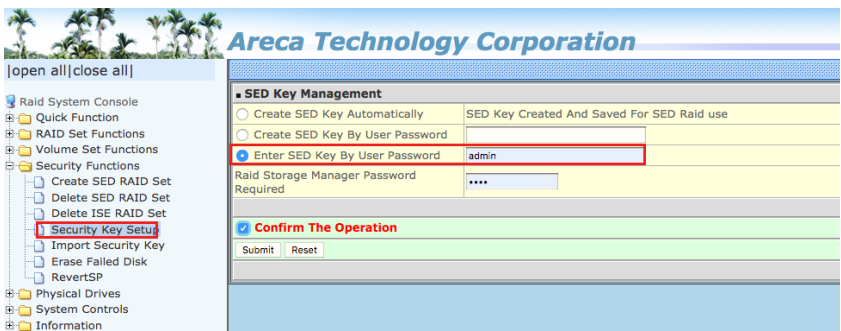 Areca Technology Corporation
|open all|close all|
Raid System Console
Quick Function
RAID Set Functions
Volume Set Functions
Security Functions
Create SED RAID Set
Delete SED RAID Set
Delete ISE RAID Set
Security Key Setup
Import Security Key
Erase Failed Disk
RevertSP
Physical Drives
System Controls
Information
SED Key Management
Create SED Key Automatically SED Key Created And Saved For SED Raid use
Create SED Key By User Password
Enter SED Key By User Password admin
Raid Storage Manager Password
Required ••••
Confirm The Operation
Submit Reset